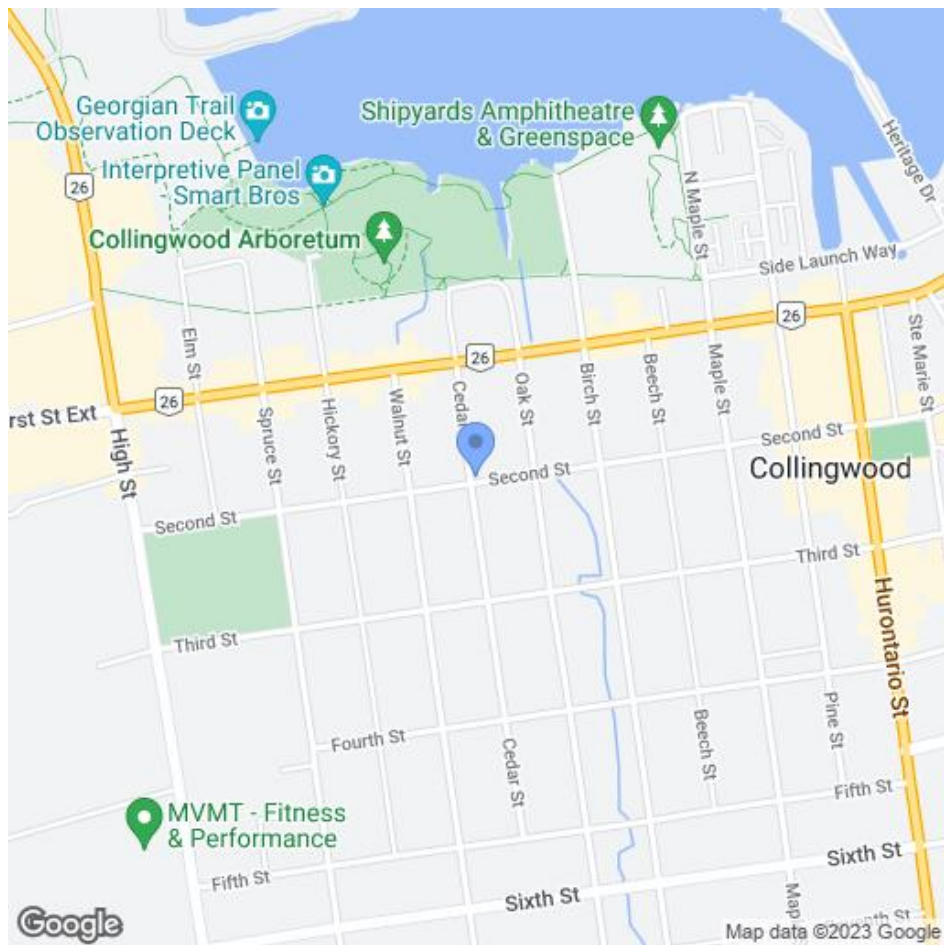 Georgian Trail
Observation Deck
Shipyards Amphitheatre
& Greenspace
Heritage Dr
Interpretive Panel
- Smart Bros
26
N Maple St
Collingwood Arboretum
Side Launch Way
26
Elm St
26
Ste Marie St
26
rst St Ext
High St
Spruce St
Hickory St
Walnut St
Cedar
Oak St
Birch St
Beech St
Maple St
Second St
Second St
Collingwood
Second St
Third St
Third St
Hurontario St
Fourth St
Cedar St
Beech St
Pine St
MVMT - Fitness
& Performance
Fifth St
Fifth St
Sixth St
Sixth St
Map
Google
Map data ©2023 Google